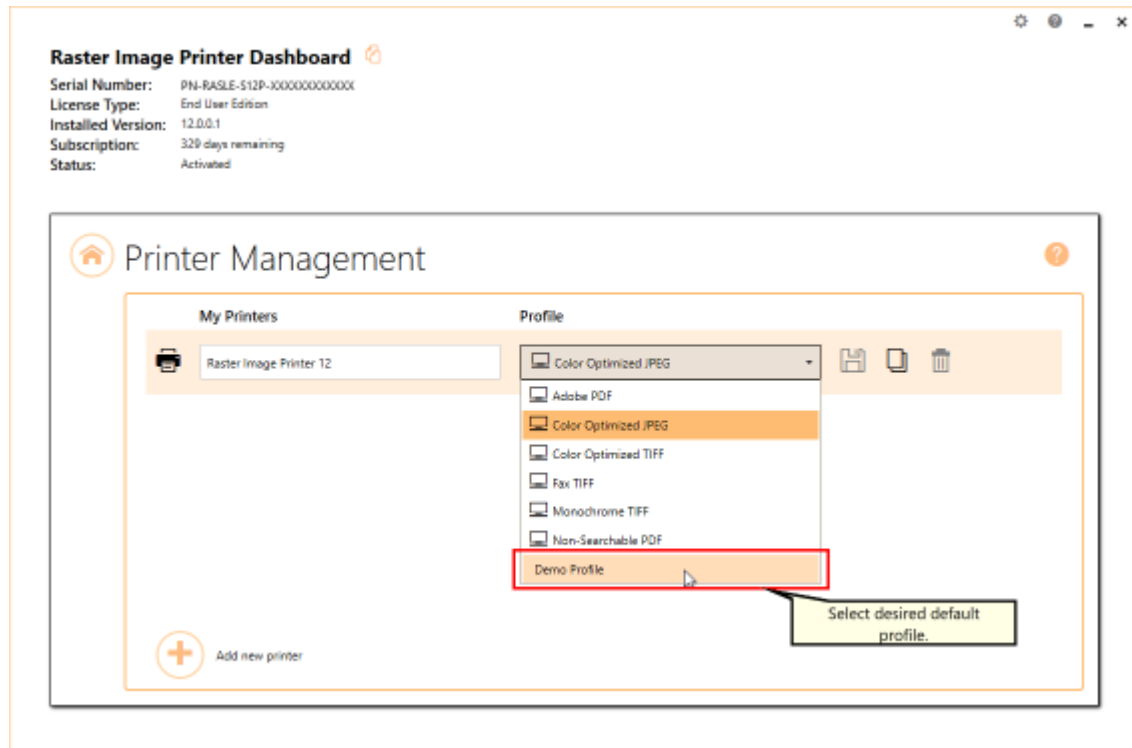 Raster Image Printer Dashboard
Serial Number: PN-RASLE-S12P-XXXXXXXXXXXX
License Type: End User Edition
Installed Version: 12.0.0.1
Subscription: 329 days remaining
Status: Activated
Printer Management
My Printers Profile
Raster Image Printer 12 Color Optimized JPEG
Adobe PDF
Color Optimized JPEG
Color Optimized TIFF
Fax TIFF
Monochrome TIFF
Non-Searchable PDF
Demo Profile
Select desired default
profile.
Add new printer